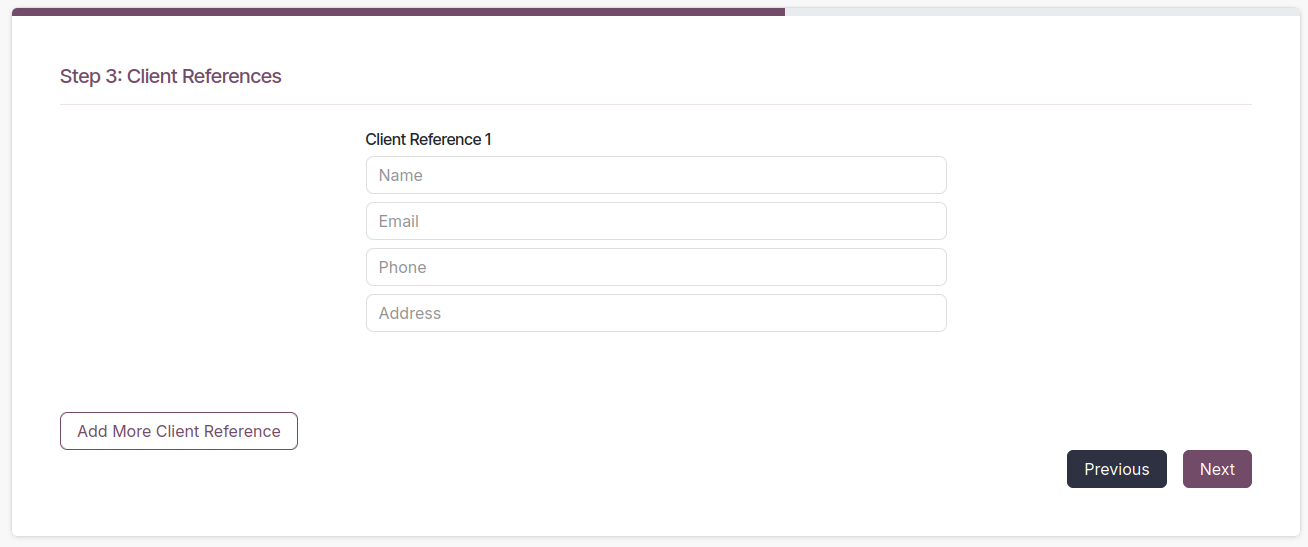 Step 3: Client References
Client Reference 1
Name
Email
Phone
Address
Add More Client Reference
Previous
Next